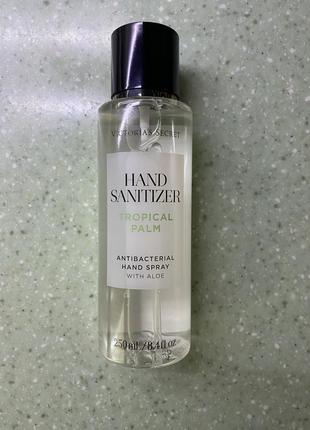 VICTORIA'S SECRET
HAND
SANITIZER
TROPICAL
PALM
ANTIBACTERIAL
HAND SPRAY
WITH ALOE
250 mL / 8.4 fl oz